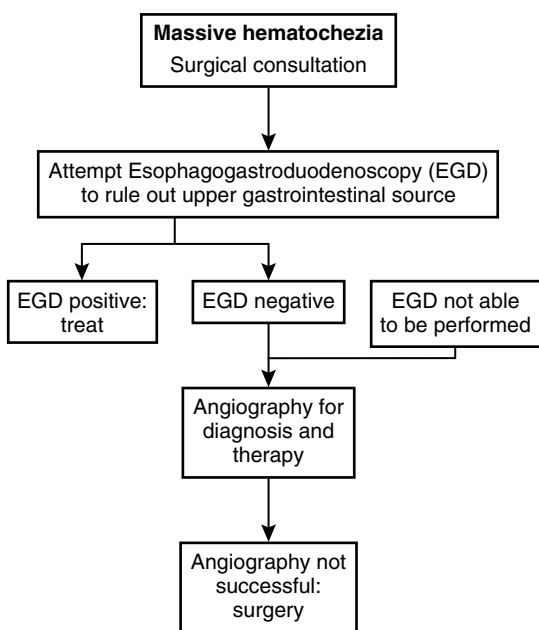 Massive hematochezia
Surgical consultation
Attempt Esophagogastroduodenoscopy (EGD)
to rule out upper gastrointestinal source
EGD positive:
treat
EGD negative
EGD not able
to be performed
Angiography for
diagnosis and
therapy
Angiography not
successful:
surgery